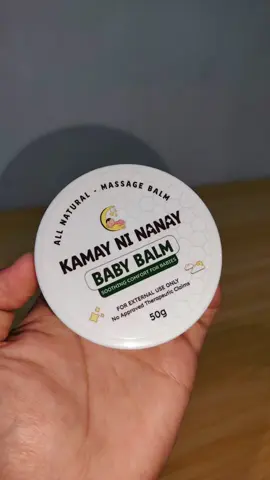 ALL NATURAL - MASSAGE BALM
KAMAY NI NANAY
BABY BALM
SOOTHING COMFORT FOR BABIES
FOR EXTERNAL USE ONLY
No Approved Therapeutic Claims
50g